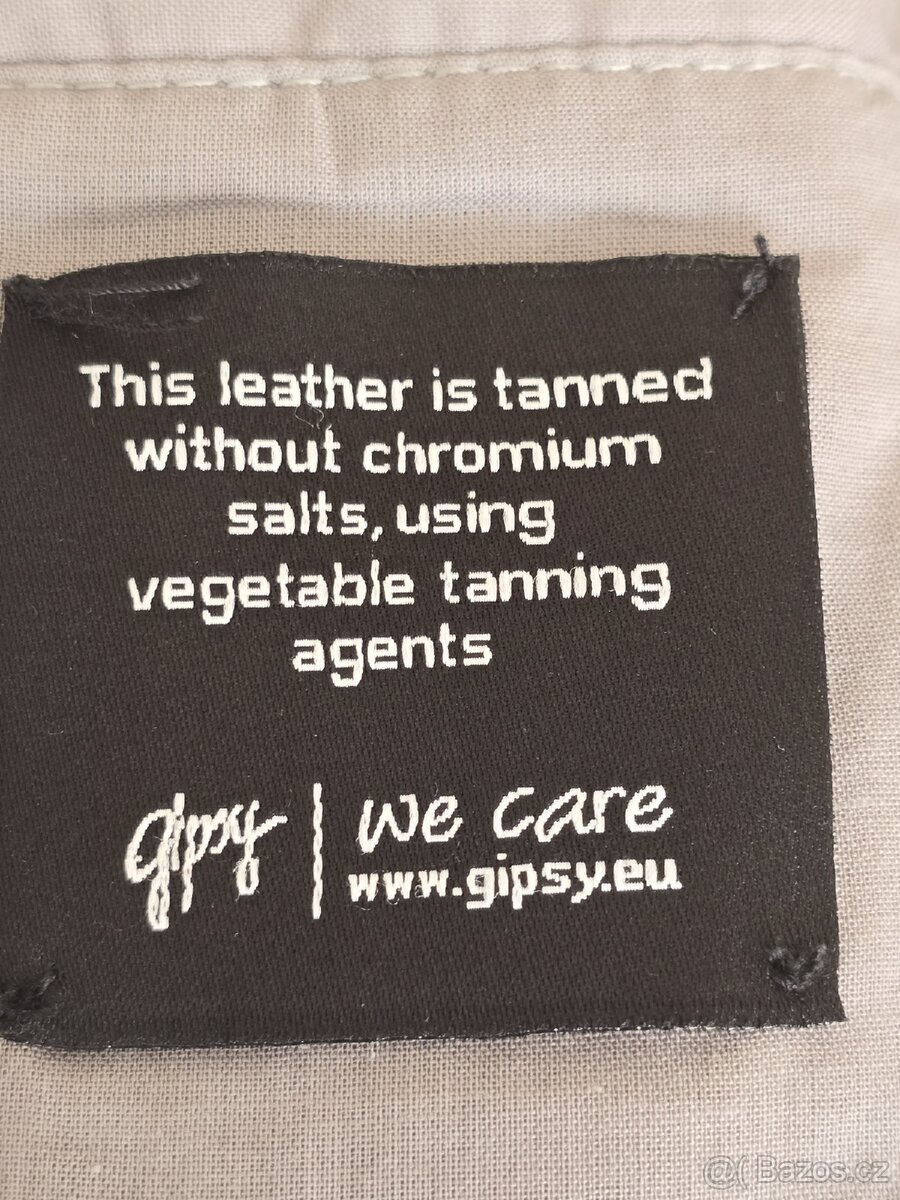 This leather is tanned
without chromium
salts, using
vegetable tanning
agents
gipsy | we care
www.gipsy.eu
@( Bazos.cz